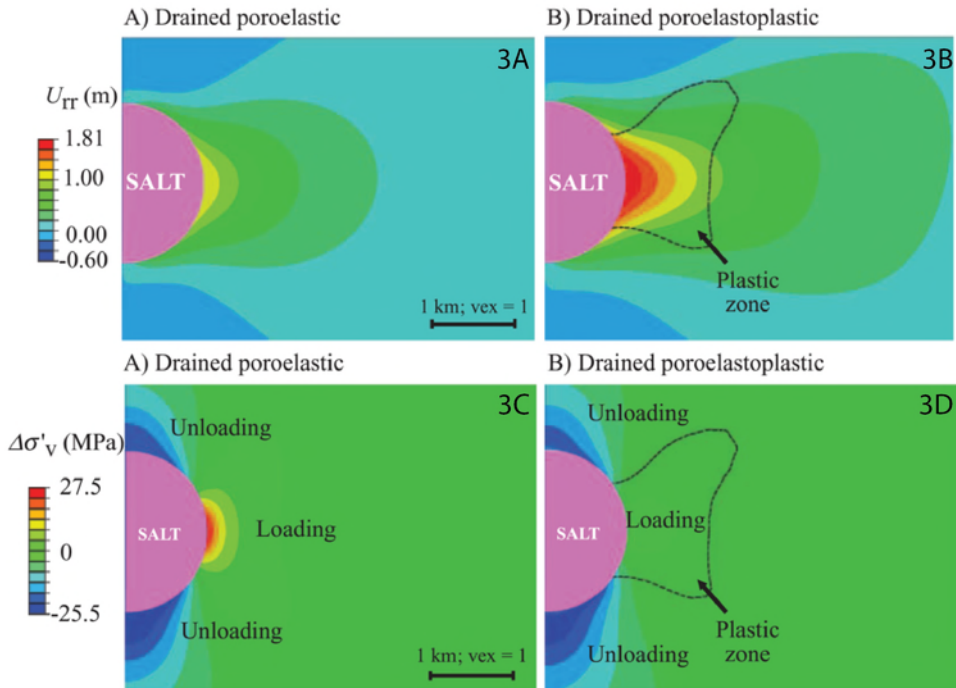 A) Drained poroelastic
B) Drained poroelastoplastic
3A
3B
U_rr (m)
1.81
1.00
0.00
-0.60
SALT
SALT
Plastic
zone
1 km; vex = 1
A) Drained poroelastic
B) Drained poroelastoplastic
3C
3D
Δσ'v (MPa)
27.5
0
-25.5
Unloading
SALT
Loading
Unloading
1 km; vex = 1
Unloading
SALT
Loading
Plastic
zone
Unloading